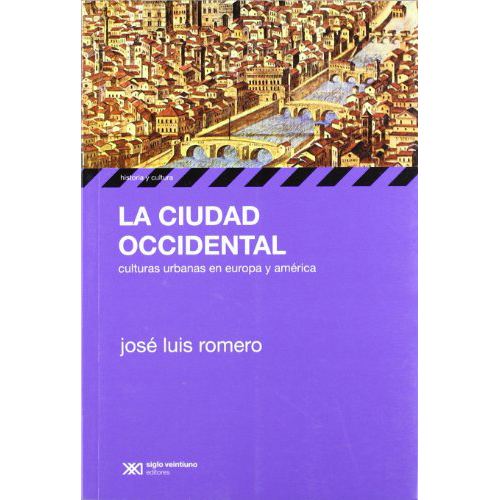 historia y cultura
LA CIUDAD
OCCIDENTAL
culturas urbanas en europa y américa
josé luis romero
siglo veintiuno
editores